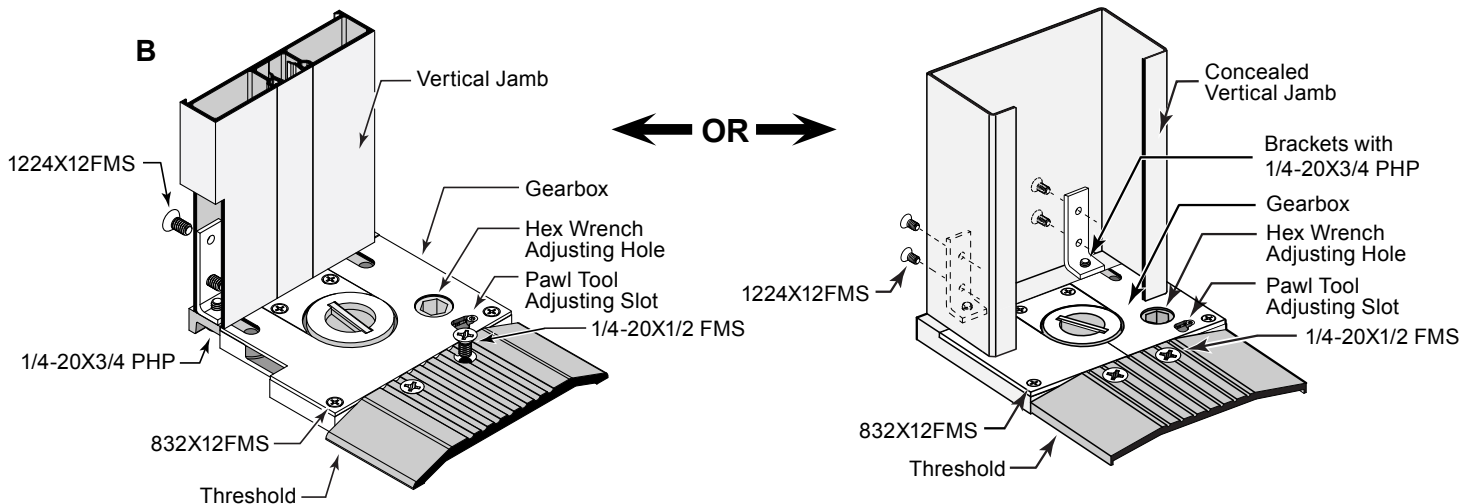 B
Vertical Jamb
1224X12FMS
Gearbox
Hex Wrench
Adjusting Hole
Pawl Tool
Adjusting Slot
1/4-20X1/2 FMS
1/4-20X3/4 PHP
832X12FMS
Threshold
OR
Concealed
Vertical Jamb
Brackets with
1/4-20X3/4 PHP
Gearbox
Hex Wrench
Adjusting Hole
1224X12FMS
Pawl Tool
Adjusting Slot
1/4-20X1/2 FMS
832X12FMS
Threshold